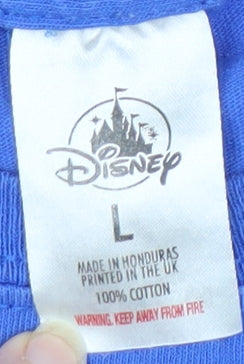 Disney
L
MADE IN HONDURAS
PRINTED IN THE UK
100% COTTON
WARNING. KEEP AWAY FROM FIRE